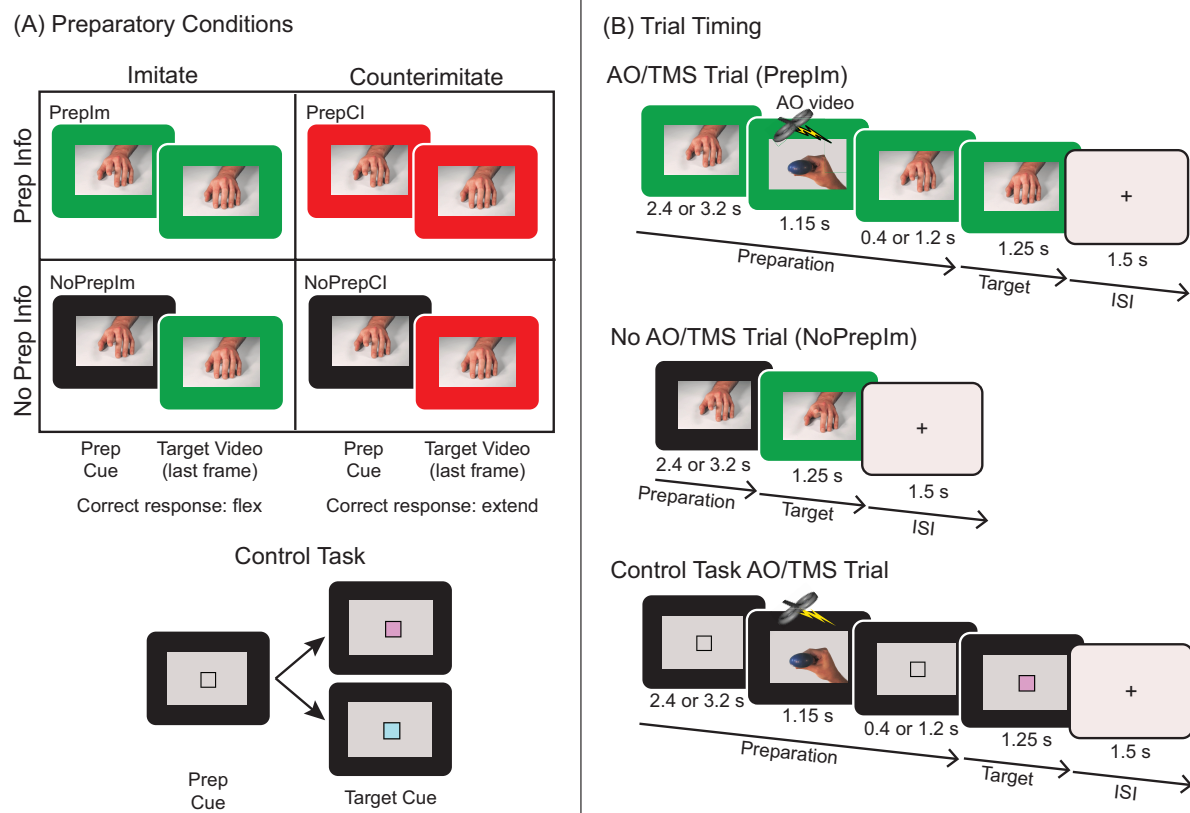 (A) Preparatory Conditions
Imitate
Counterimitate
Prep Info
PrepIm
PrepCI
No Prep Info
NoPrepIm
NoPrepCI
Prep
Cue
Target Video
(last frame)
Prep
Cue
Target Video
(last frame)
Correct response: flex
Correct response: extend
Control Task
Prep
Cue
Target Cue
(B) Trial Timing
AO/TMS Trial (PrepIm)
AO video
2.4 or 3.2 s
1.15 s
0.4 or 1.2 s
1.25 s
1.5 s
Preparation
Target
ISI
No AO/TMS Trial (NoPrepIm)
2.4 or 3.2 s
1.25 s
1.5 s
Preparation
Target
ISI
Control Task AO/TMS Trial
2.4 or 3.2 s
1.15 s
0.4 or 1.2 s
1.25 s
1.5 s
Preparation
Target
ISI